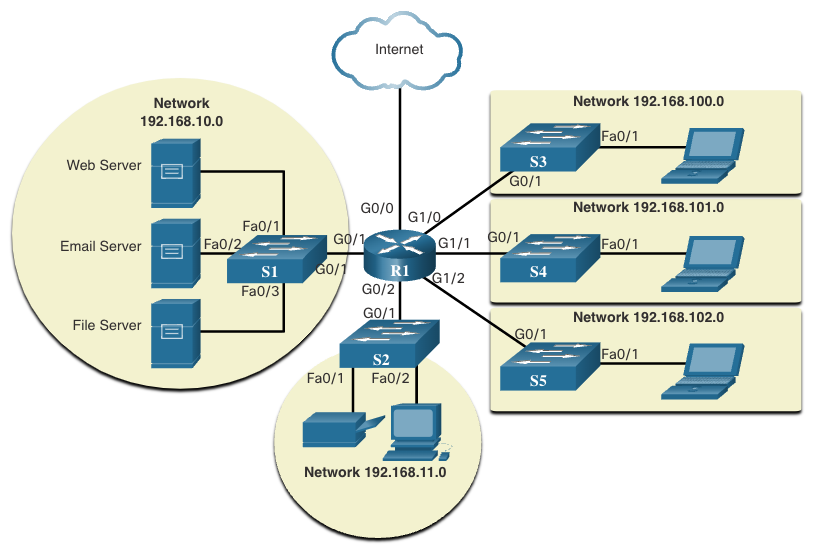 Internet
Network
192.168.10.0
Web Server
Email Server
File Server
Fa0/1
Fa0/2
Fa0/3
S1
G0/1
G0/1
G0/0
G1/0
G1/1
G1/2
R1
G0/2
G0/1
S2
Fa0/1
Fa0/2
Network 192.168.11.0
Network 192.168.100.0
S3
Fa0/1
G0/1
Network 192.168.101.0
G0/1
S4
Fa0/1
Network 192.168.102.0
G0/1
S5
Fa0/1